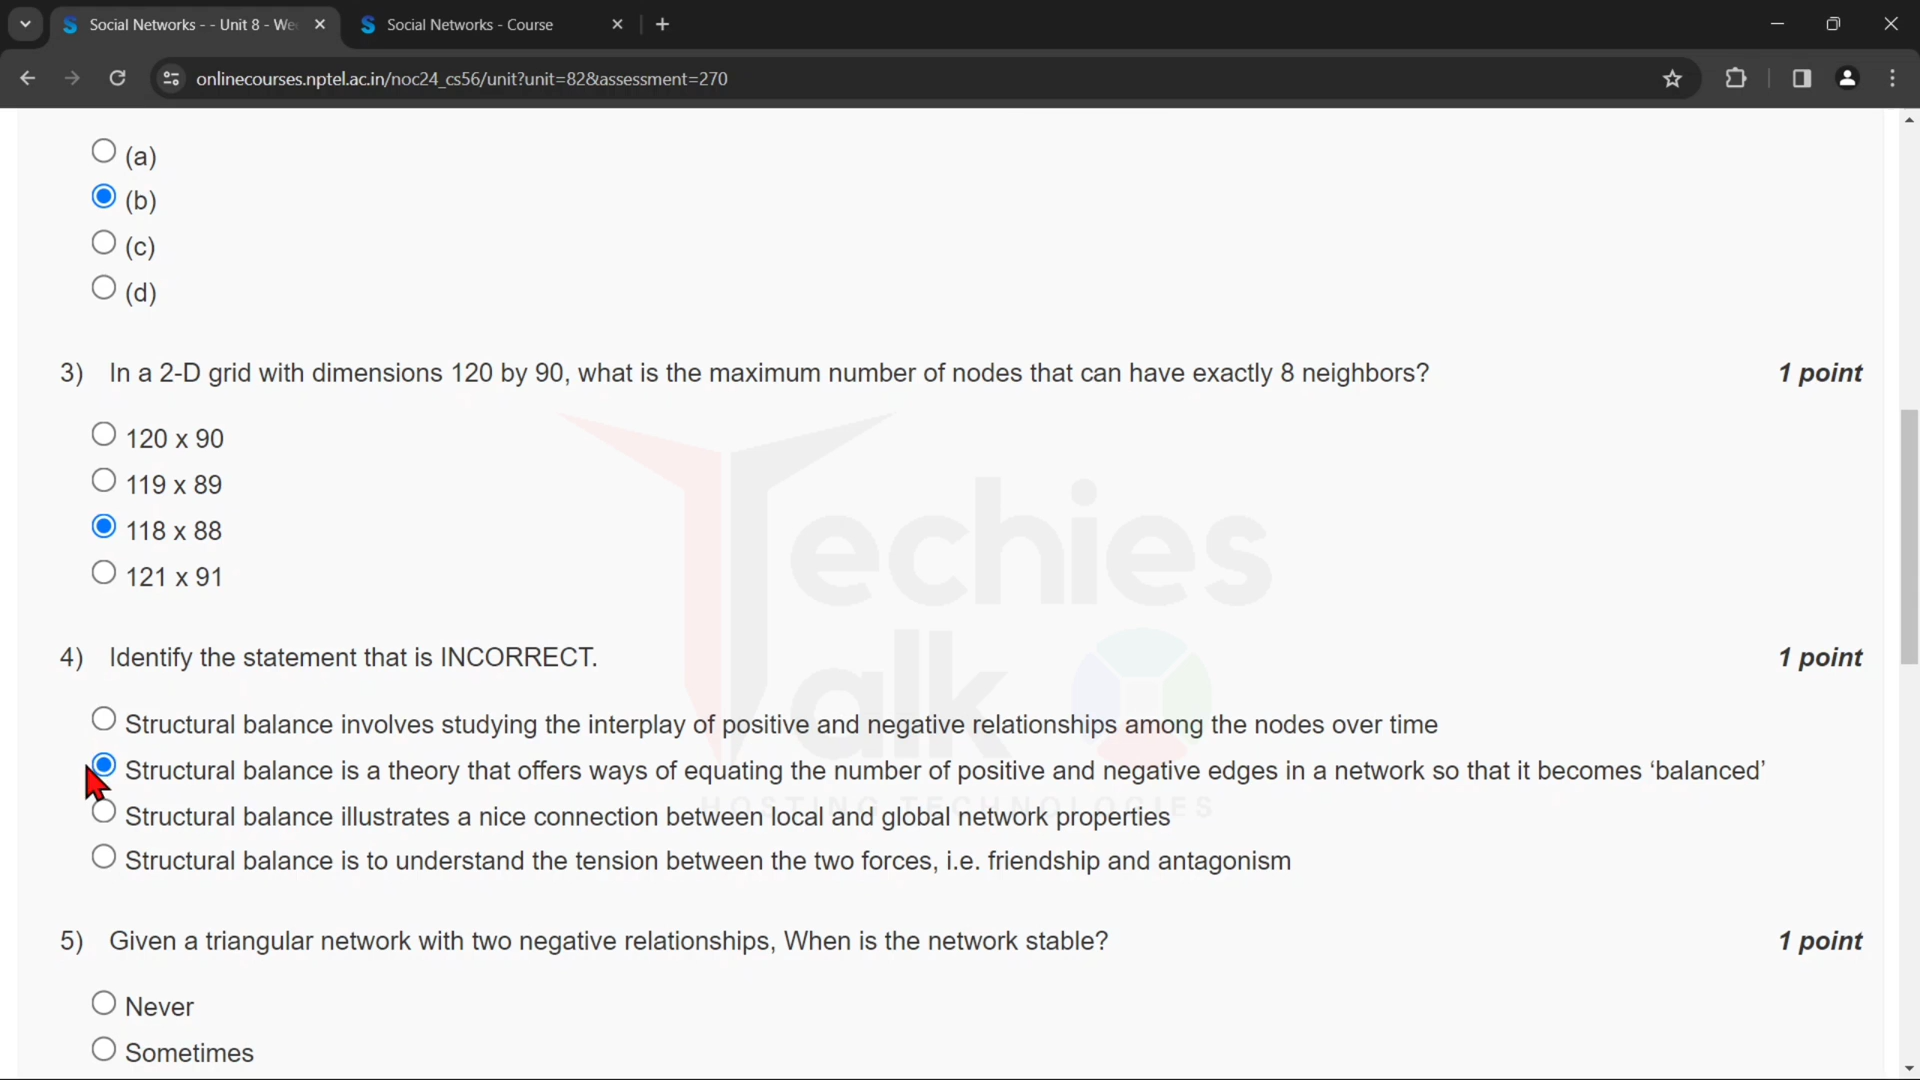 Social Networks - - Unit 8 - We
Social Networks - Course
onlinecourses.nptel.ac.in/noc24_cs56/unit?unit=82&assessment=270
(a)
(b)
(c)
(d)
3) In a 2-D grid with dimensions 120 by 90, what is the maximum number of nodes that can have exactly 8 neighbors? 1 point
120 x 90
119 x 89
118 x 88
121 x 91
4) Identify the statement that is INCORRECT. 1 point
Structural balance involves studying the interplay of positive and negative relationships among the nodes over time
Structural balance is a theory that offers ways of equating the number of positive and negative edges in a network so that it becomes ‘balanced’
Structural balance illustrates a nice connection between local and global network properties
Structural balance is to understand the tension between the two forces, i.e. friendship and antagonism
5) Given a triangular network with two negative relationships, When is the network stable? 1 point
Never
Sometimes
Techies
Talk
HOSTING TECHNOLOGIES